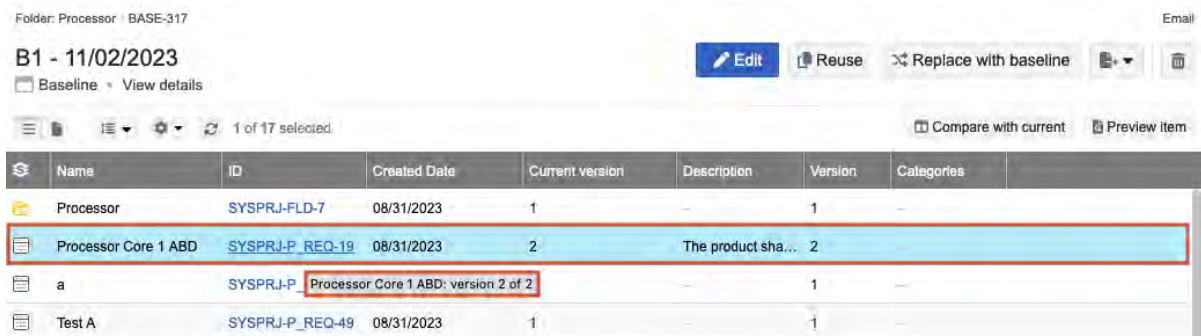 Folder: Processor BASE-317 Email
B1 - 11/02/2023 Edit Reuse Replace with baseline
Baseline • View details
1 of 17 selected Compare with current Preview item
Name ID Created Date Current version Description Version Categories
Processor SYSPRJ-FLD-7 08/31/2023 1 — 1 —
Processor Core 1 ABD SYSPRJ-P_REQ-19 08/31/2023 2 The product sha... 2
a SYSPRJ-P_ Processor Core 1 ABD: version 2 of 2 — 1 —
Test A SYSPRJ-P_REQ-49 08/31/2023 1 — 1 —